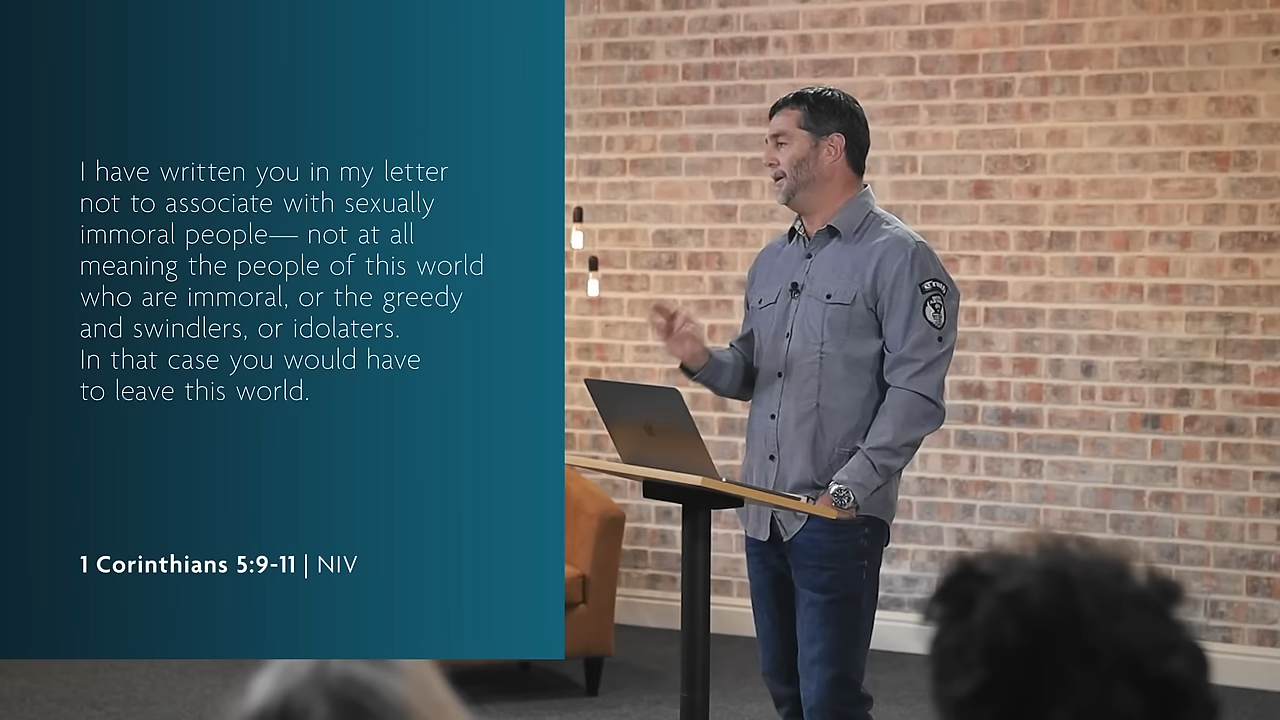 I have written you in my letter
not to associate with sexually
immoral people— not at all
meaning the people of this world
who are immoral, or the greedy
and swindlers, or idolaters.
In that case you would have
to leave this world.
1 Corinthians 5:9-11 | NIV